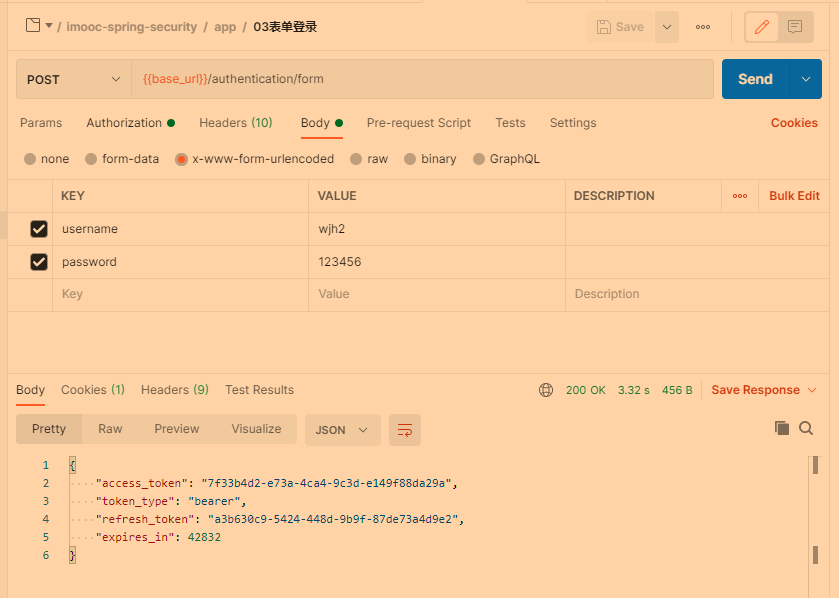 / imooc-spring-security / app / 03表单登录 Save
POST {{base_url}}/authentication/form Send
Params Authorization Headers (10) Body Pre-request Script Tests Settings Cookies
none form-data x-www-form-urlencoded raw binary GraphQL
KEY VALUE DESCRIPTION Bulk Edit
username wjh2
password 123456
Key Value Description
Body Cookies (1) Headers (9) Test Results 200 OK 3.32 s 456 B Save Response
Pretty Raw Preview Visualize JSON
1 {
2 "access_token": "7f33b4d2-e73a-4ca4-9c3d-e149f88da29a",
3 "token_type": "bearer",
4 "refresh_token": "a3b630c9-5424-448d-9b9f-87de73a4d9e2",
5 "expires_in": 42832
6 }